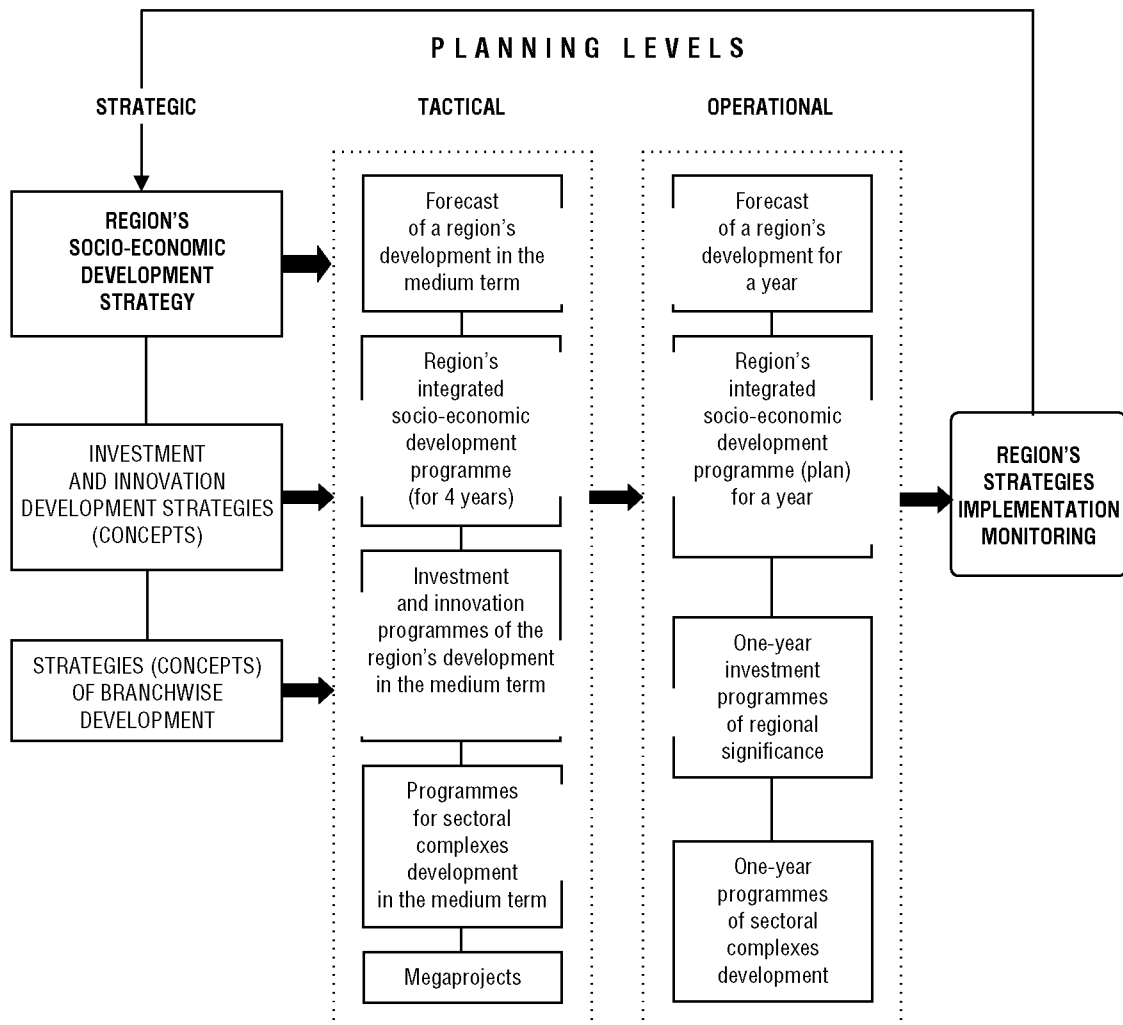 PLANNING LEVELS
STRATEGIC
TACTICAL
OPERATIONAL
REGION'S
SOCIO-ECONOMIC
DEVELOPMENT
STRATEGY
INVESTMENT
AND INNOVATION
DEVELOPMENT STRATEGIES
(CONCEPTS)
STRATEGIES (CONCEPTS)
OF BRANCHWISE
DEVELOPMENT
Forecast
of a region's
development in the
medium term
Region's
integrated
socio-economic
development
programme
(for 4 years)
Investment
and innovation
programmes of the
region's development
in the medium term
Programmes
for sectoral
complexes
development
in the medium term
Megaprojects
Forecast
of a region's
development for
a year
Region's
integrated
socio-economic
development
programme (plan)
for a year
One-year
investment
programmes
of regional
significance
One-year
programmes
of sectoral
complexes
development
REGION'S
STRATEGIES
IMPLEMENTATION
MONITORING